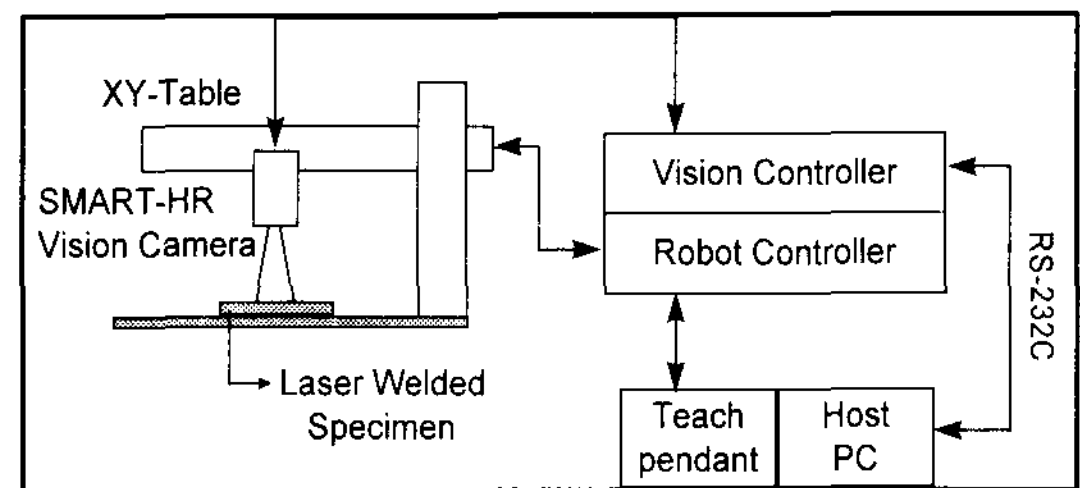 XY-Table
SMART-HR
Vision Camera
Laser Welded
Specimen
Vision Controller
Robot Controller
RS-232C
Teach
pendant
Host
PC